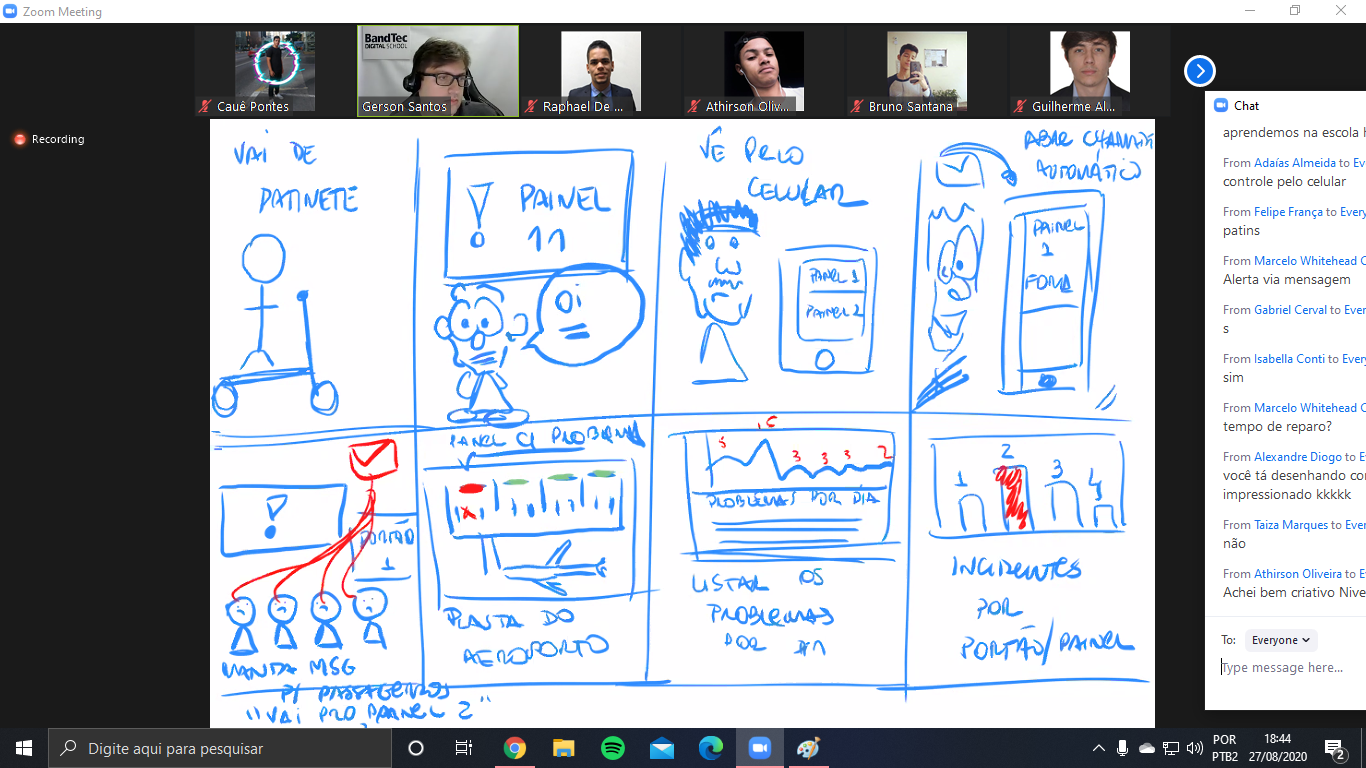 Zoom Meeting
BandTec
DIGITAL SCHOOL
Cauê Pontes
Gerson Santos
Raphael De ...
Athirson Oliv...
Bruno Santana
Guilherme Al...
Recording
VAI DE
PATINETE
! PAINEL
11
Oi
VÊ PELO
CELULAR
PAINEL 1
PAINEL 2
ABRE
AUTOMÁTICO
PAINEL
1
FORA
!
PORTÃO
1
MANDA MSG
P/ PASSAGEIROS
"VAI PRO PAINEL 2"
PAINEL C/ PROBLEMA
PLANTA DO
AEROPORTO
5
3 3 3 2
PROBLEMAS POR DIA
LISTAR OS
PROBLEMAS
POR
1 2 3 4
INCIDENTES
POR
PORTÃO/PAINEL
Chat
aprendemos na escola
From Adaías Almeida to Eve
controle pelo celular
From Felipe França to Every
patins
From Marcelo Whitehead C
Alerta via mensagem
From Gabriel Cerval to Ever
s
From Isabella Conti to Every
sim
From Marcelo Whitehead C
tempo de reparo?
From Alexandre Diogo to E
você tá desenhando co
impressionado kkkkk
From Taiza Marques to Ever
não
From Athirson Oliveira to E
Achei bem criativo Nive
To: Everyone
Type message here...
Digite aqui para pesquisar
POR
PTB2
18:44
27/08/2020
2